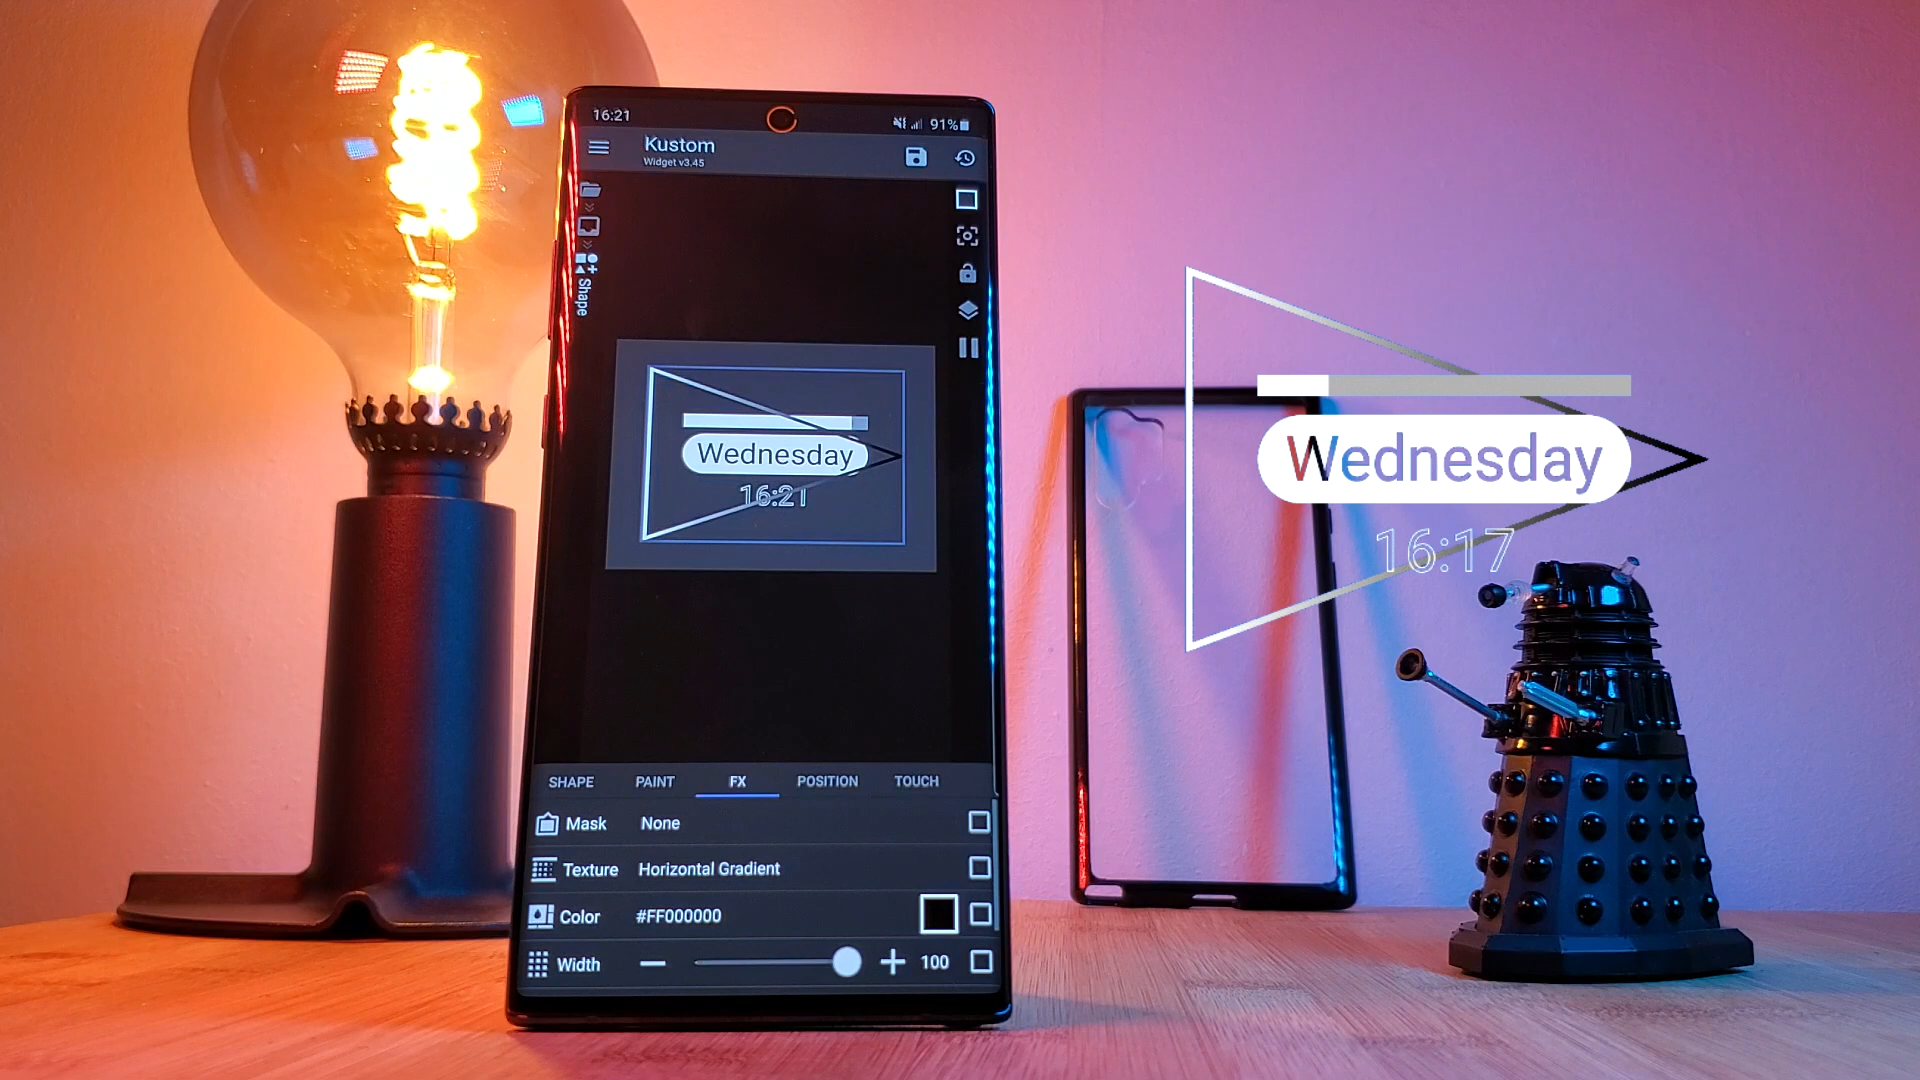 16:21
91%
Kustom
Widget v3.45
Shape
Wednesday
16:21
SHAPE PAINT FX POSITION TOUCH
Mask None
Texture Horizontal Gradient
Color #FF000000
Width 100
Wednesday
16:17